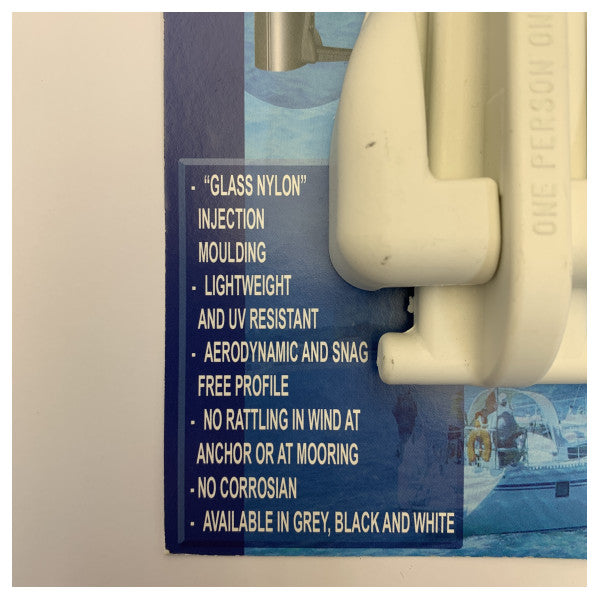 - “GLASS NYLON”
INJECTION
MOULDING
- LIGHTWEIGHT
AND UV RESISTANT
- AERODYNAMIC AND SNAG
FREE PROFILE
- NO RATTLING IN WIND AT
ANCHOR OR AT MOORING
- NO CORROSIAN
- AVAILABLE IN GREY, BLACK AND WHITE
ONE PERSON ON